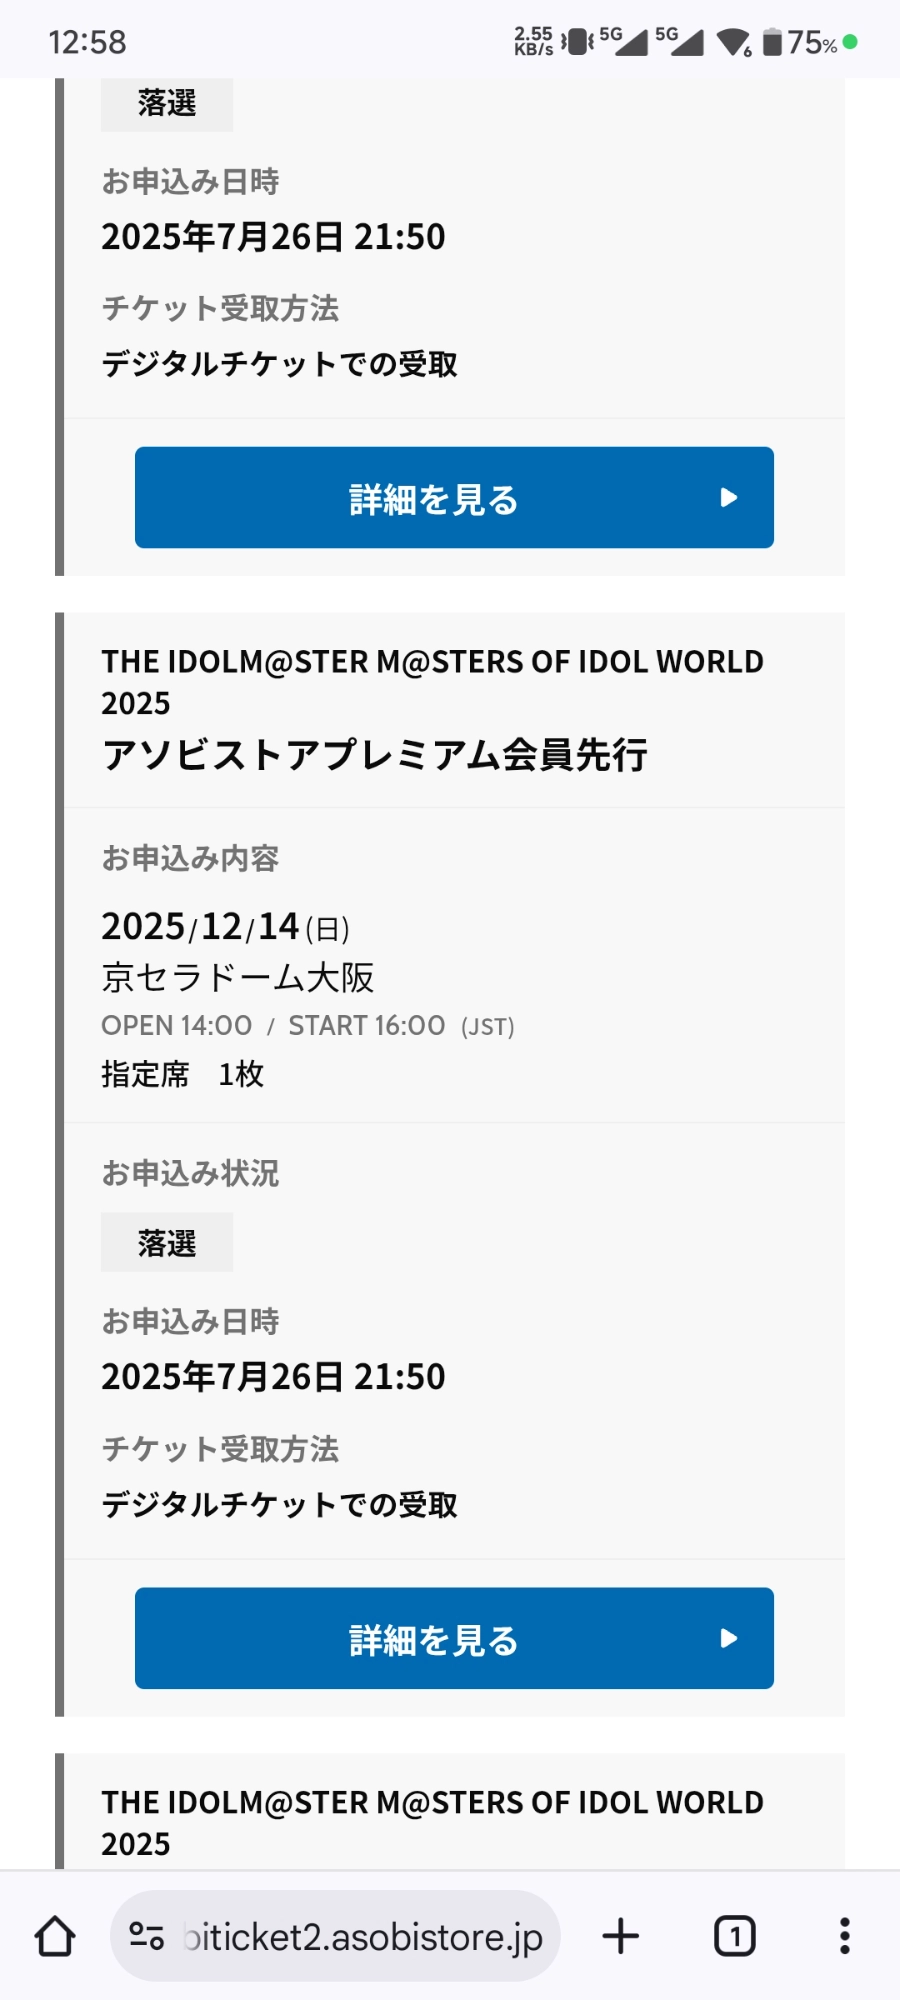 12:58
2.55 KB/s 5G 5G 6 75%
落選
お申込み日時
2025年7月26日 21:50
チケット受取方法
デジタルチケットでの受取
詳細を見る
THE IDOLM@STER M@STERS OF IDOL WORLD
2025
アソビストアプレミアム会員先行
お申込み内容
2025/12/14(日)
京セラドーム大阪
OPEN 14:00 / START 16:00 (JST)
指定席 1枚
お申込み状況
落選
お申込み日時
2025年7月26日 21:50
チケット受取方法
デジタルチケットでの受取
詳細を見る
THE IDOLM@STER M@STERS OF IDOL WORLD
2025
biticket2.asobistore.jp
1